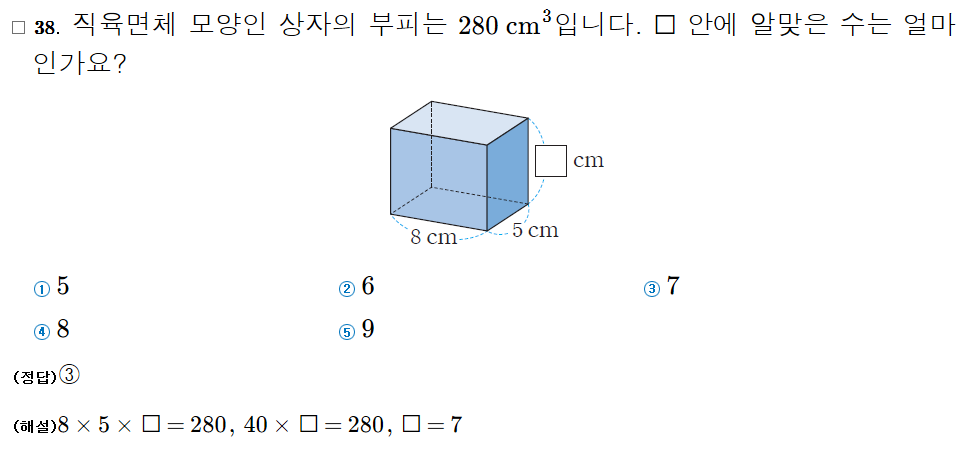 □ 38. 직육면체 모양인 상자의 부피는 280 cm³입니다. □ 안에 알맞은 수는 얼마
인가요?
□ cm
8 cm
5 cm
① 5 ② 6 ③ 7
④ 8 ⑤ 9
(정답)③
(해설)8 × 5 × □ = 280, 40 × □ = 280, □ = 7